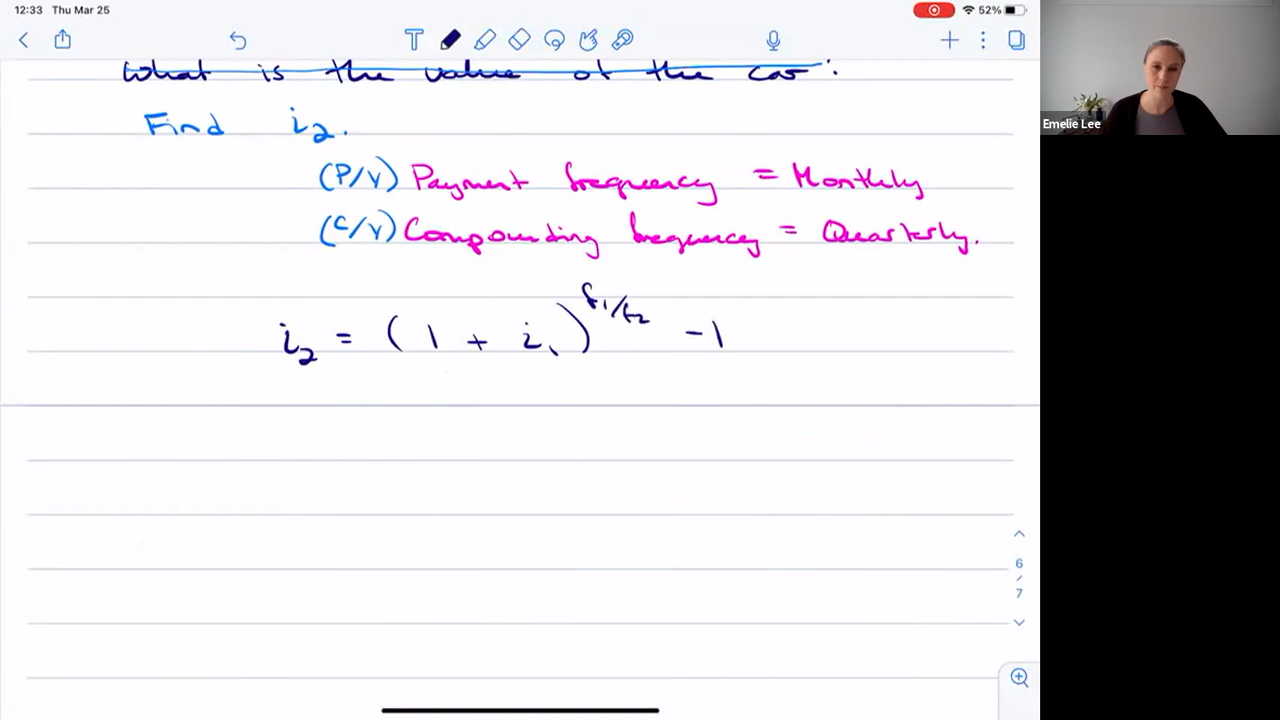 12:33 Thu Mar 25
52%
Emelie Lee
What is the value of the car?
Find i₂.
(P/Y) Payment frequency = Monthly
(C/Y) Compounding frequency = Quarterly.
i₂ = (1 + i₁)^f₁/f₂ - 1
6
/
7